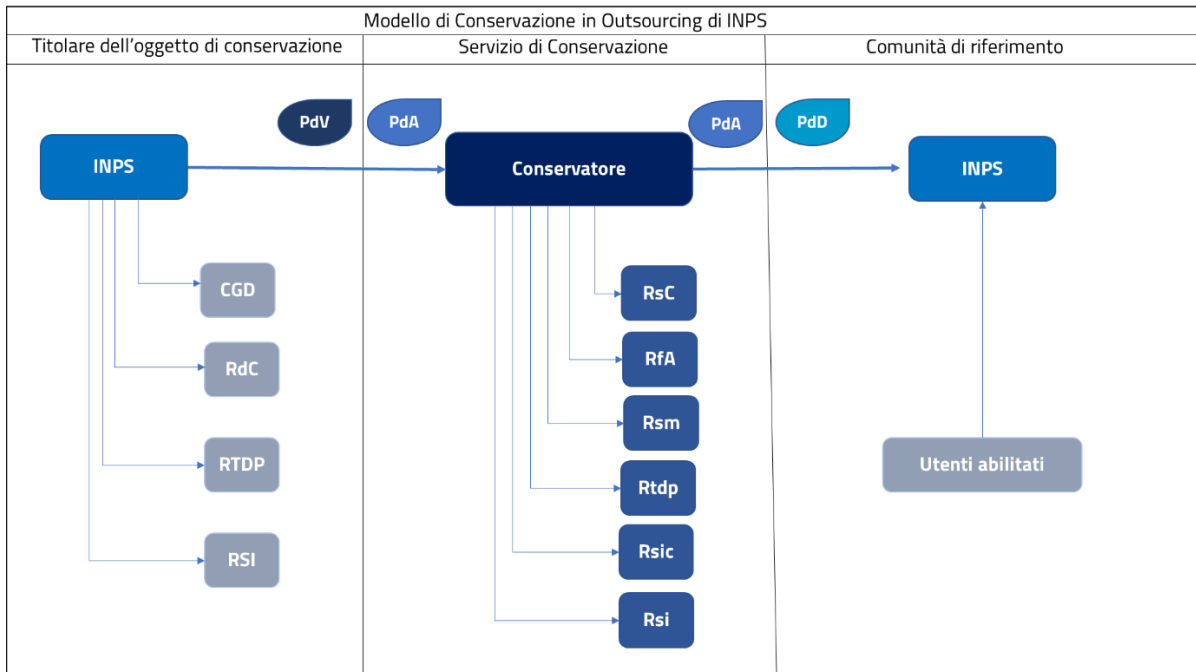 Modello di Conservazione in Outsourcing di INPS
Titolare dell'oggetto di conservazione
Servizio di Conservazione
Comunità di riferimento
PdV
PdA
PdA
PdD
INPS
Conservatore
INPS
CGD
RdC
RTDP
RSI
RsC
RfA
Rsm
Rtdp
Rsic
Rsi
Utenti abilitati